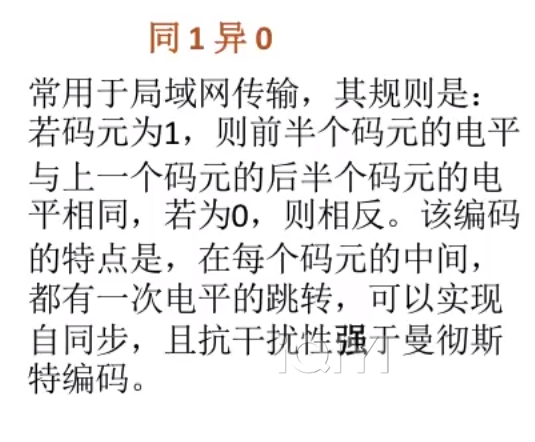 同1异0
常用于局域网传输，其规则是：
若码元为1，则前半个码元的电平
与上一个码元的后半个码元的电
平相同，若为0，则相反。该编码
的特点是，在每个码元的中间，
都有一次电平的跳转，可以实现
自同步，且抗干扰性强于曼彻斯
特编码。